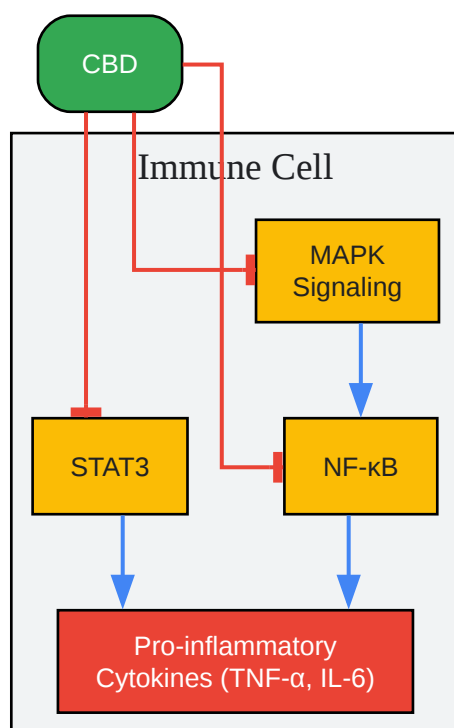 CBD
Immune Cell
MAPK
Signaling
STAT3
NF-κB
Pro-inflammatory
Cytokines (TNF-α, IL-6)